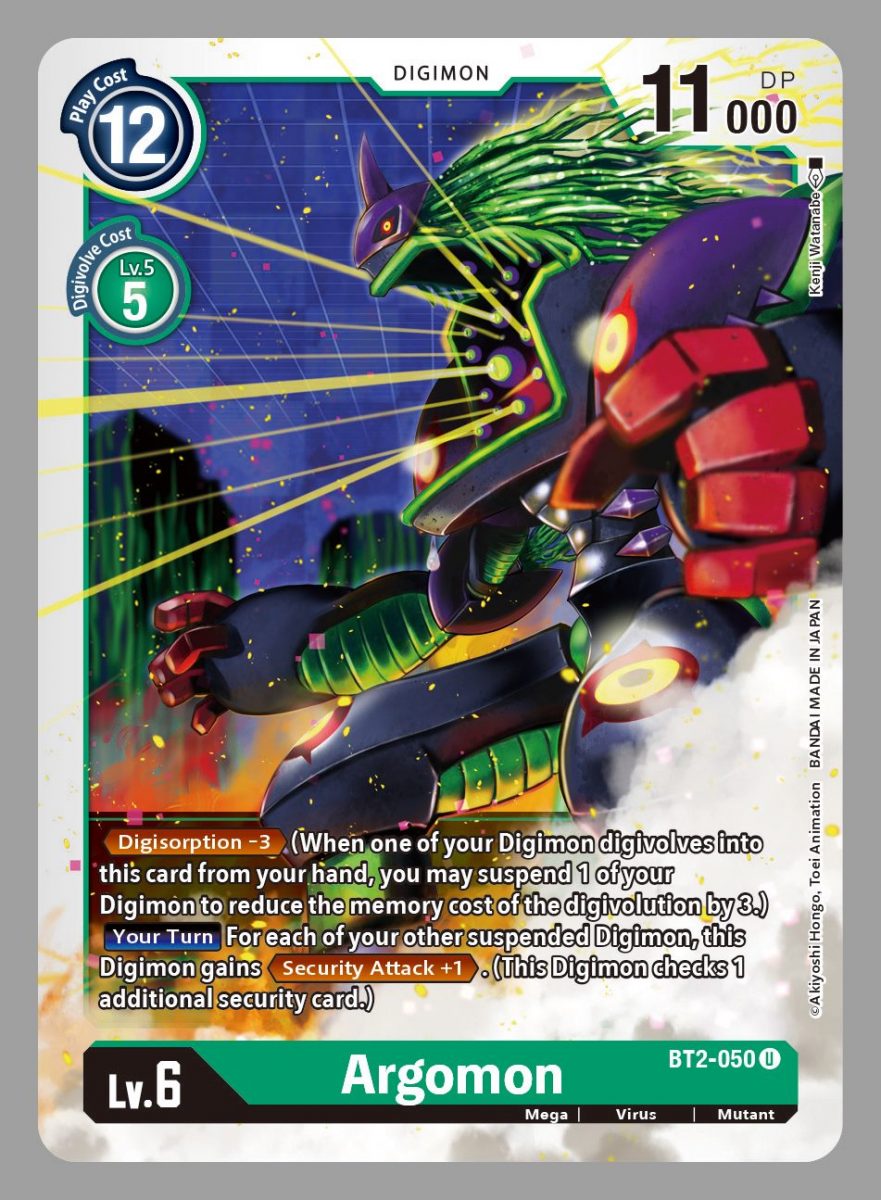 DIGIMON
Play Cost
12
11000 DP
Digivolve Cost
Lv.5
5
Kenji Watanabe
Digisorption -3 (When one of your Digimon digivolves into
this card from your hand, you may suspend 1 of your
Digimon to reduce the memory cost of the digivolution by 3.)
Your Turn For each of your other suspended Digimon, this
Digimon gains Security Attack +1. (This Digimon checks 1
additional security card.)
©Akiyoshi Hongo, Toei Animation BANDAI MADE IN JAPAN
Lv.6
Argomon
BT2-050 U
Mega | Virus | Mutant